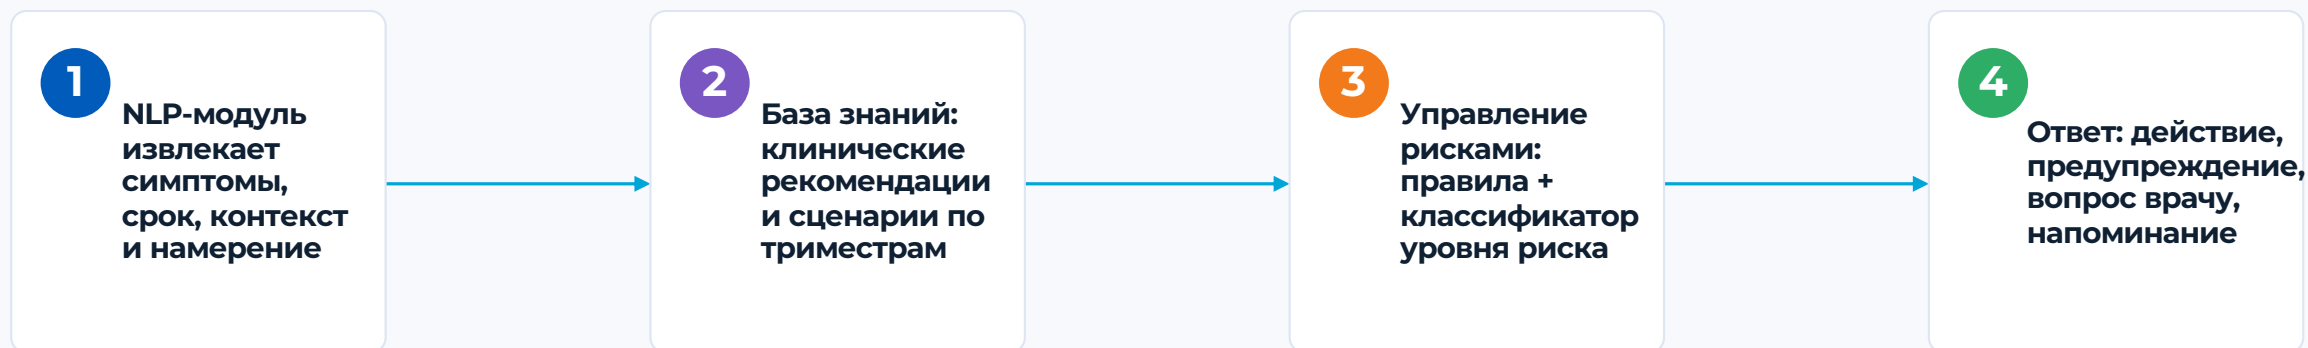 1
NLP-модуль
извлекает
симптомы,
срок, контекст
и намерение
2
База знаний:
клинические
рекомендации
и сценарии по
триместрам
3
Управление
рисками:
правила +
классификатор
уровня риска
4
Ответ: действие,
предупреждение,
вопрос врачу,
напоминание